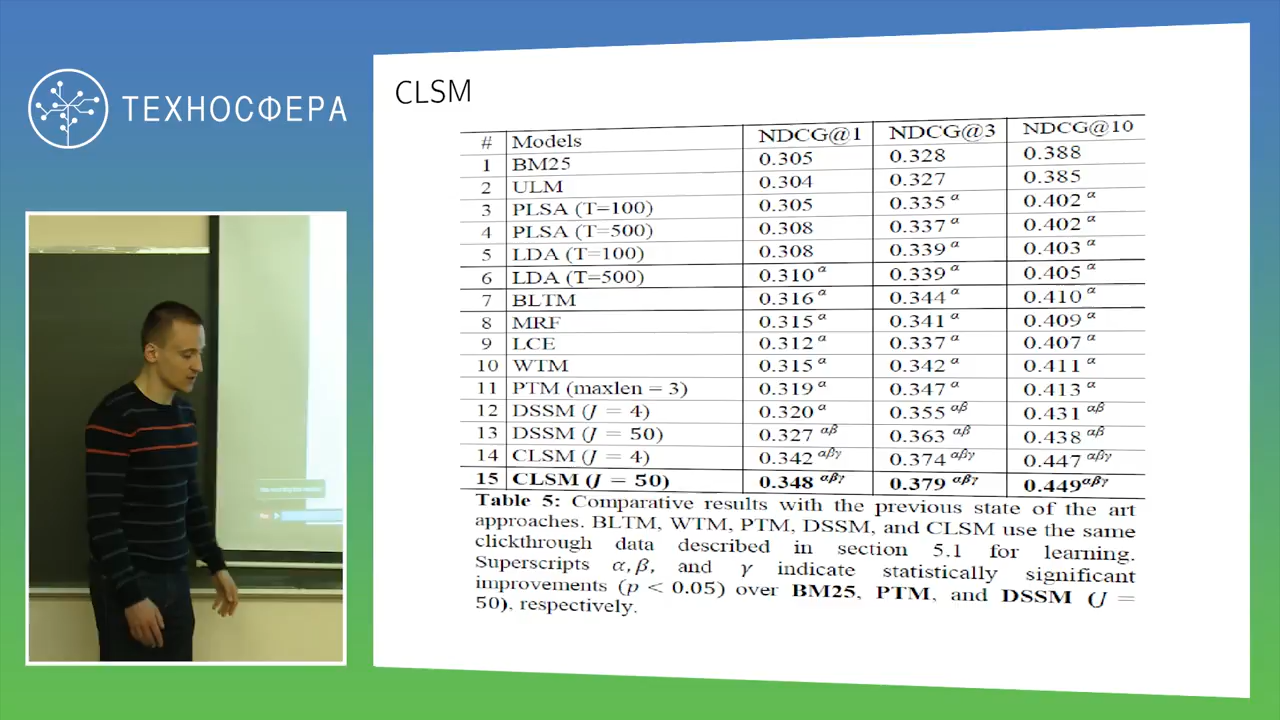 ТЕХНОСФЕРА
CLSM
# Models NDCG@1 NDCG@3 NDCG@10
1 BM25 0.305 0.328 0.388
2 ULM 0.304 0.327 0.385
3 PLSA (T=100) 0.305 0.335 α 0.402 α
4 PLSA (T=500) 0.308 0.337 α 0.402 α
5 LDA (T=100) 0.308 0.339 α 0.403 α
6 LDA (T=500) 0.310 α 0.339 α 0.405 α
7 BLTM 0.316 α 0.344 α 0.410 α
8 MRF 0.315 α 0.341 α 0.409 α
9 LCE 0.312 α 0.337 α 0.407 α
10 WTM 0.315 α 0.342 α 0.411 α
11 PTM (maxlen = 3) 0.319 α 0.347 α 0.413 α
12 DSSM (J = 4) 0.320 α 0.355 αβ 0.431 αβ
13 DSSM (J = 50) 0.327 αβ 0.363 αβ 0.438 αβ
14 CLSM (J = 4) 0.342 αβγ 0.374 αβγ 0.447 αβγ
15 CLSM (J = 50) 0.348 αβγ 0.379 αβγ 0.449αβγ
Table 5: Comparative results with the previous state of the art
approaches. BLTM, WTM, PTM, DSSM, and CLSM use the same
clickthrough data described in section 5.1 for learning.
Superscripts α, β, and γ indicate statistically significant
improvements (p < 0.05) over BM25, PTM, and DSSM (J =
50), respectively.